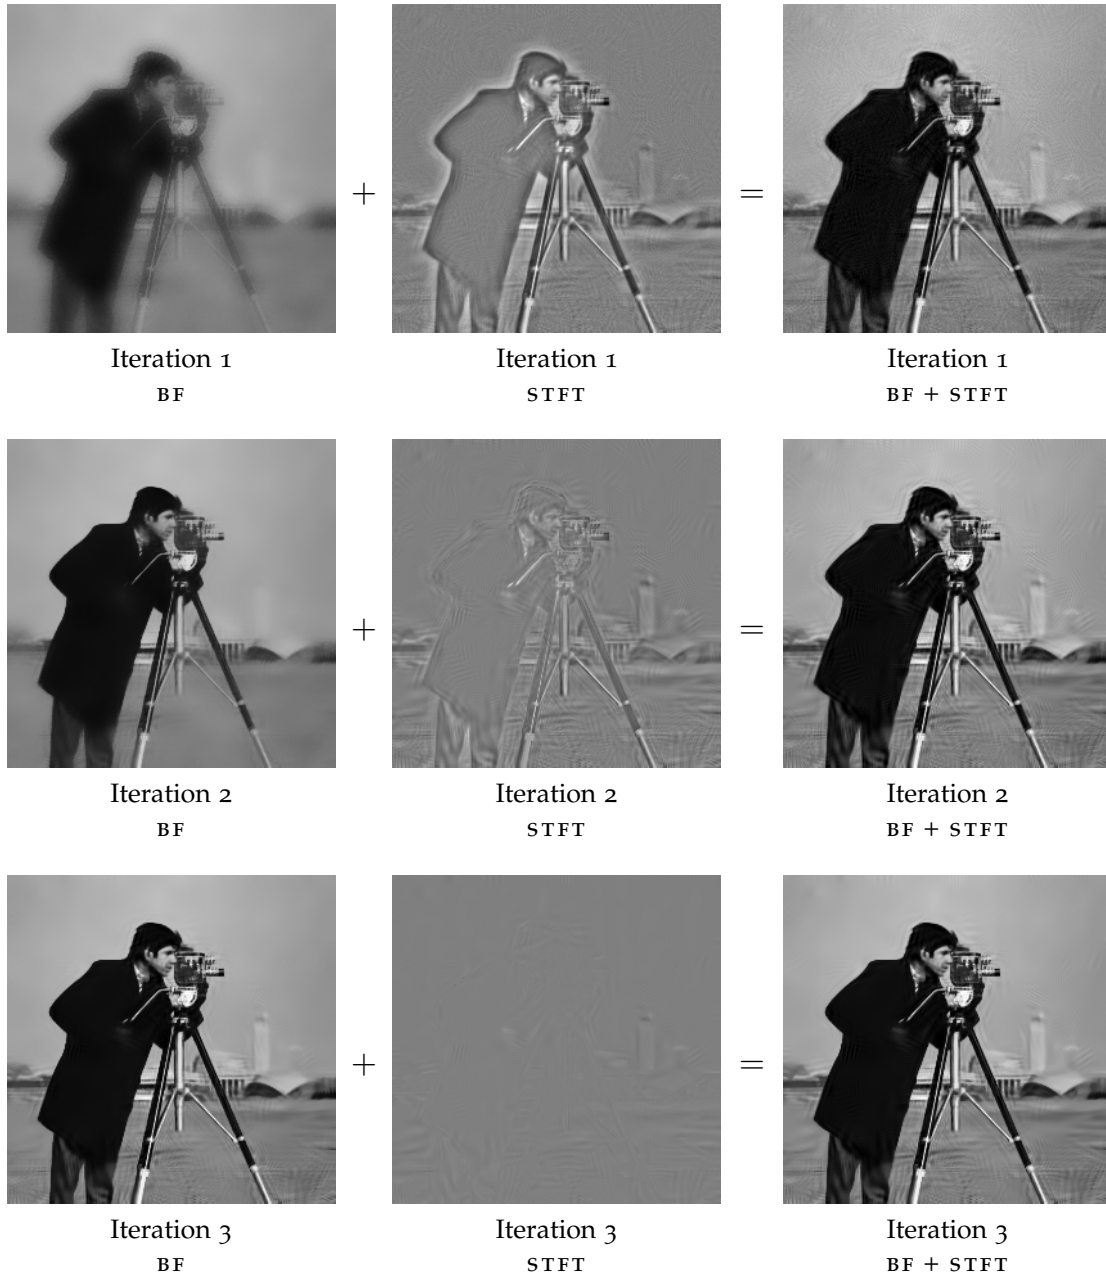 + =
Iteration 1 Iteration 1 Iteration 1
BF STFT BF + STFT
+ =
Iteration 2 Iteration 2 Iteration 2
BF STFT BF + STFT
+ =
Iteration 3 Iteration 3 Iteration 3
BF STFT BF + STFT